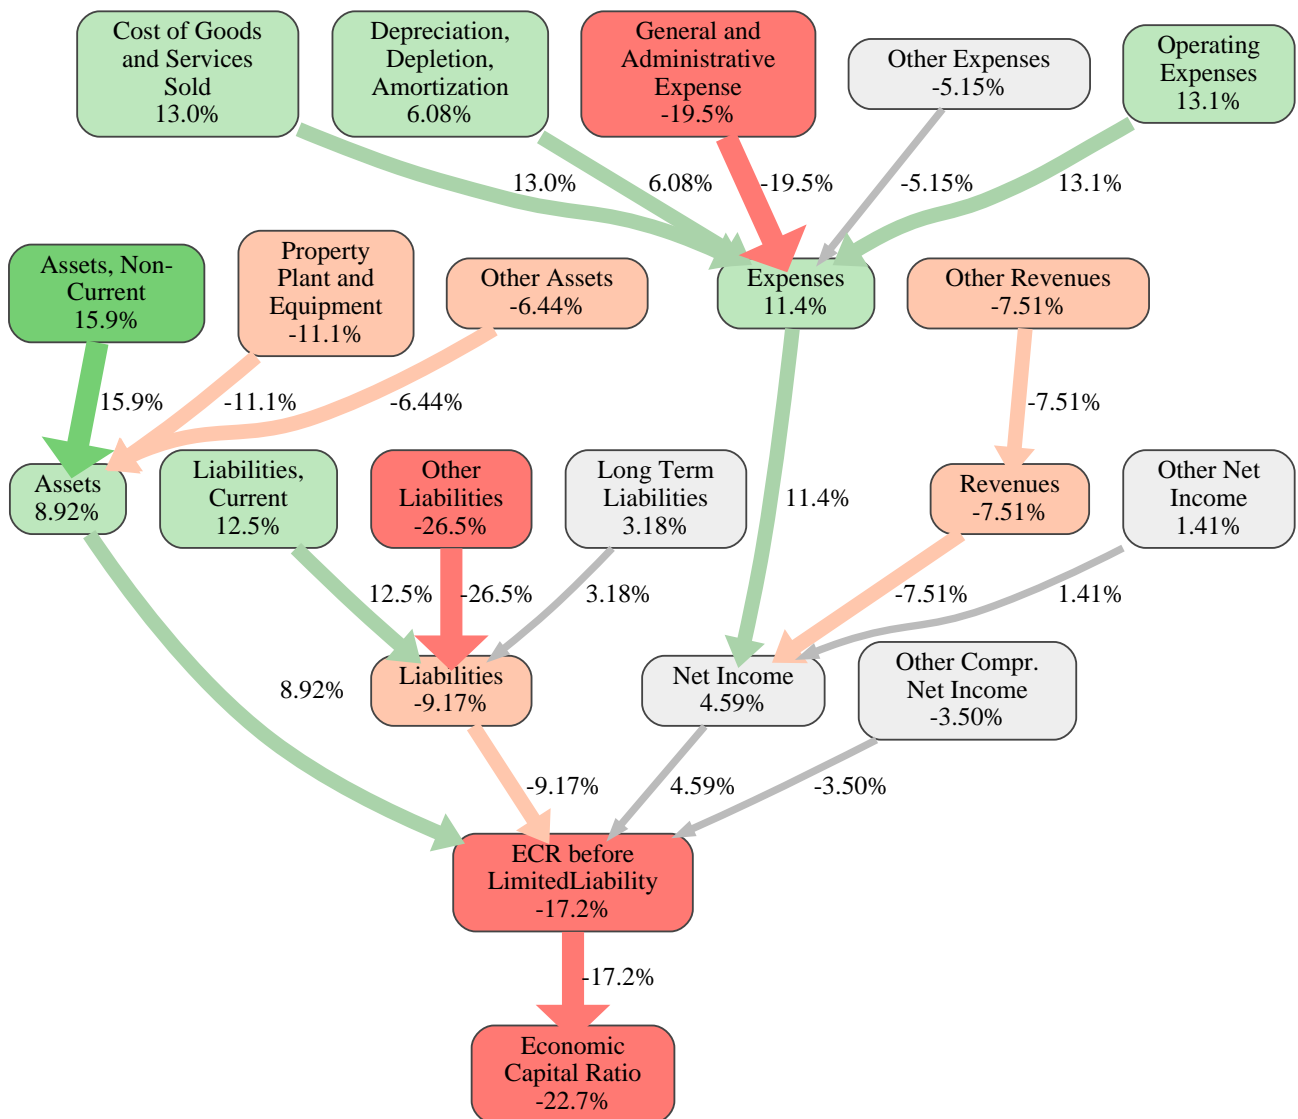 Cost of Goods
and Services
Sold
13.0%
Depreciation,
Depletion,
Amortization
6.08%
General and
Administrative
Expense
-19.5%
Other Expenses
-5.15%
Operating
Expenses
13.1%
13.0%
6.08%
-19.5%
-5.15%
13.1%
Assets, Non-
Current
15.9%
Property
Plant and
Equipment
-11.1%
Other Assets
-6.44%
Expenses
11.4%
Other Revenues
-7.51%
15.9%
-11.1%
-6.44%
-7.51%
Assets
8.92%
Liabilities,
Current
12.5%
Other
Liabilities
-26.5%
Long Term
Liabilities
3.18%
11.4%
Revenues
-7.51%
Other Net
Income
1.41%
12.5%
-26.5%
3.18%
-7.51%
1.41%
8.92%
Liabilities
-9.17%
Net Income
4.59%
Other Compr.
Net Income
-3.50%
-9.17%
4.59%
-3.50%
ECR before
LimitedLiability
-17.2%
-17.2%
Economic
Capital Ratio
-22.7%